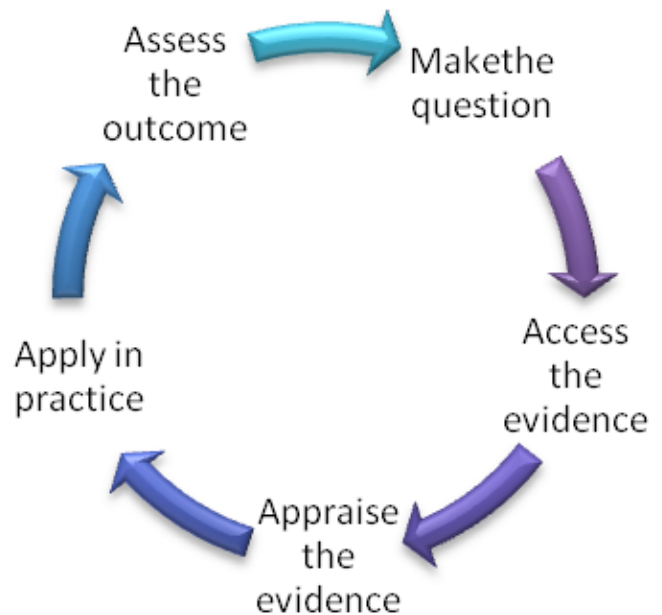 Assess
the
outcome
Makethe
question
Access
the
evidence
Appraise
the
evidence
Apply in
practice